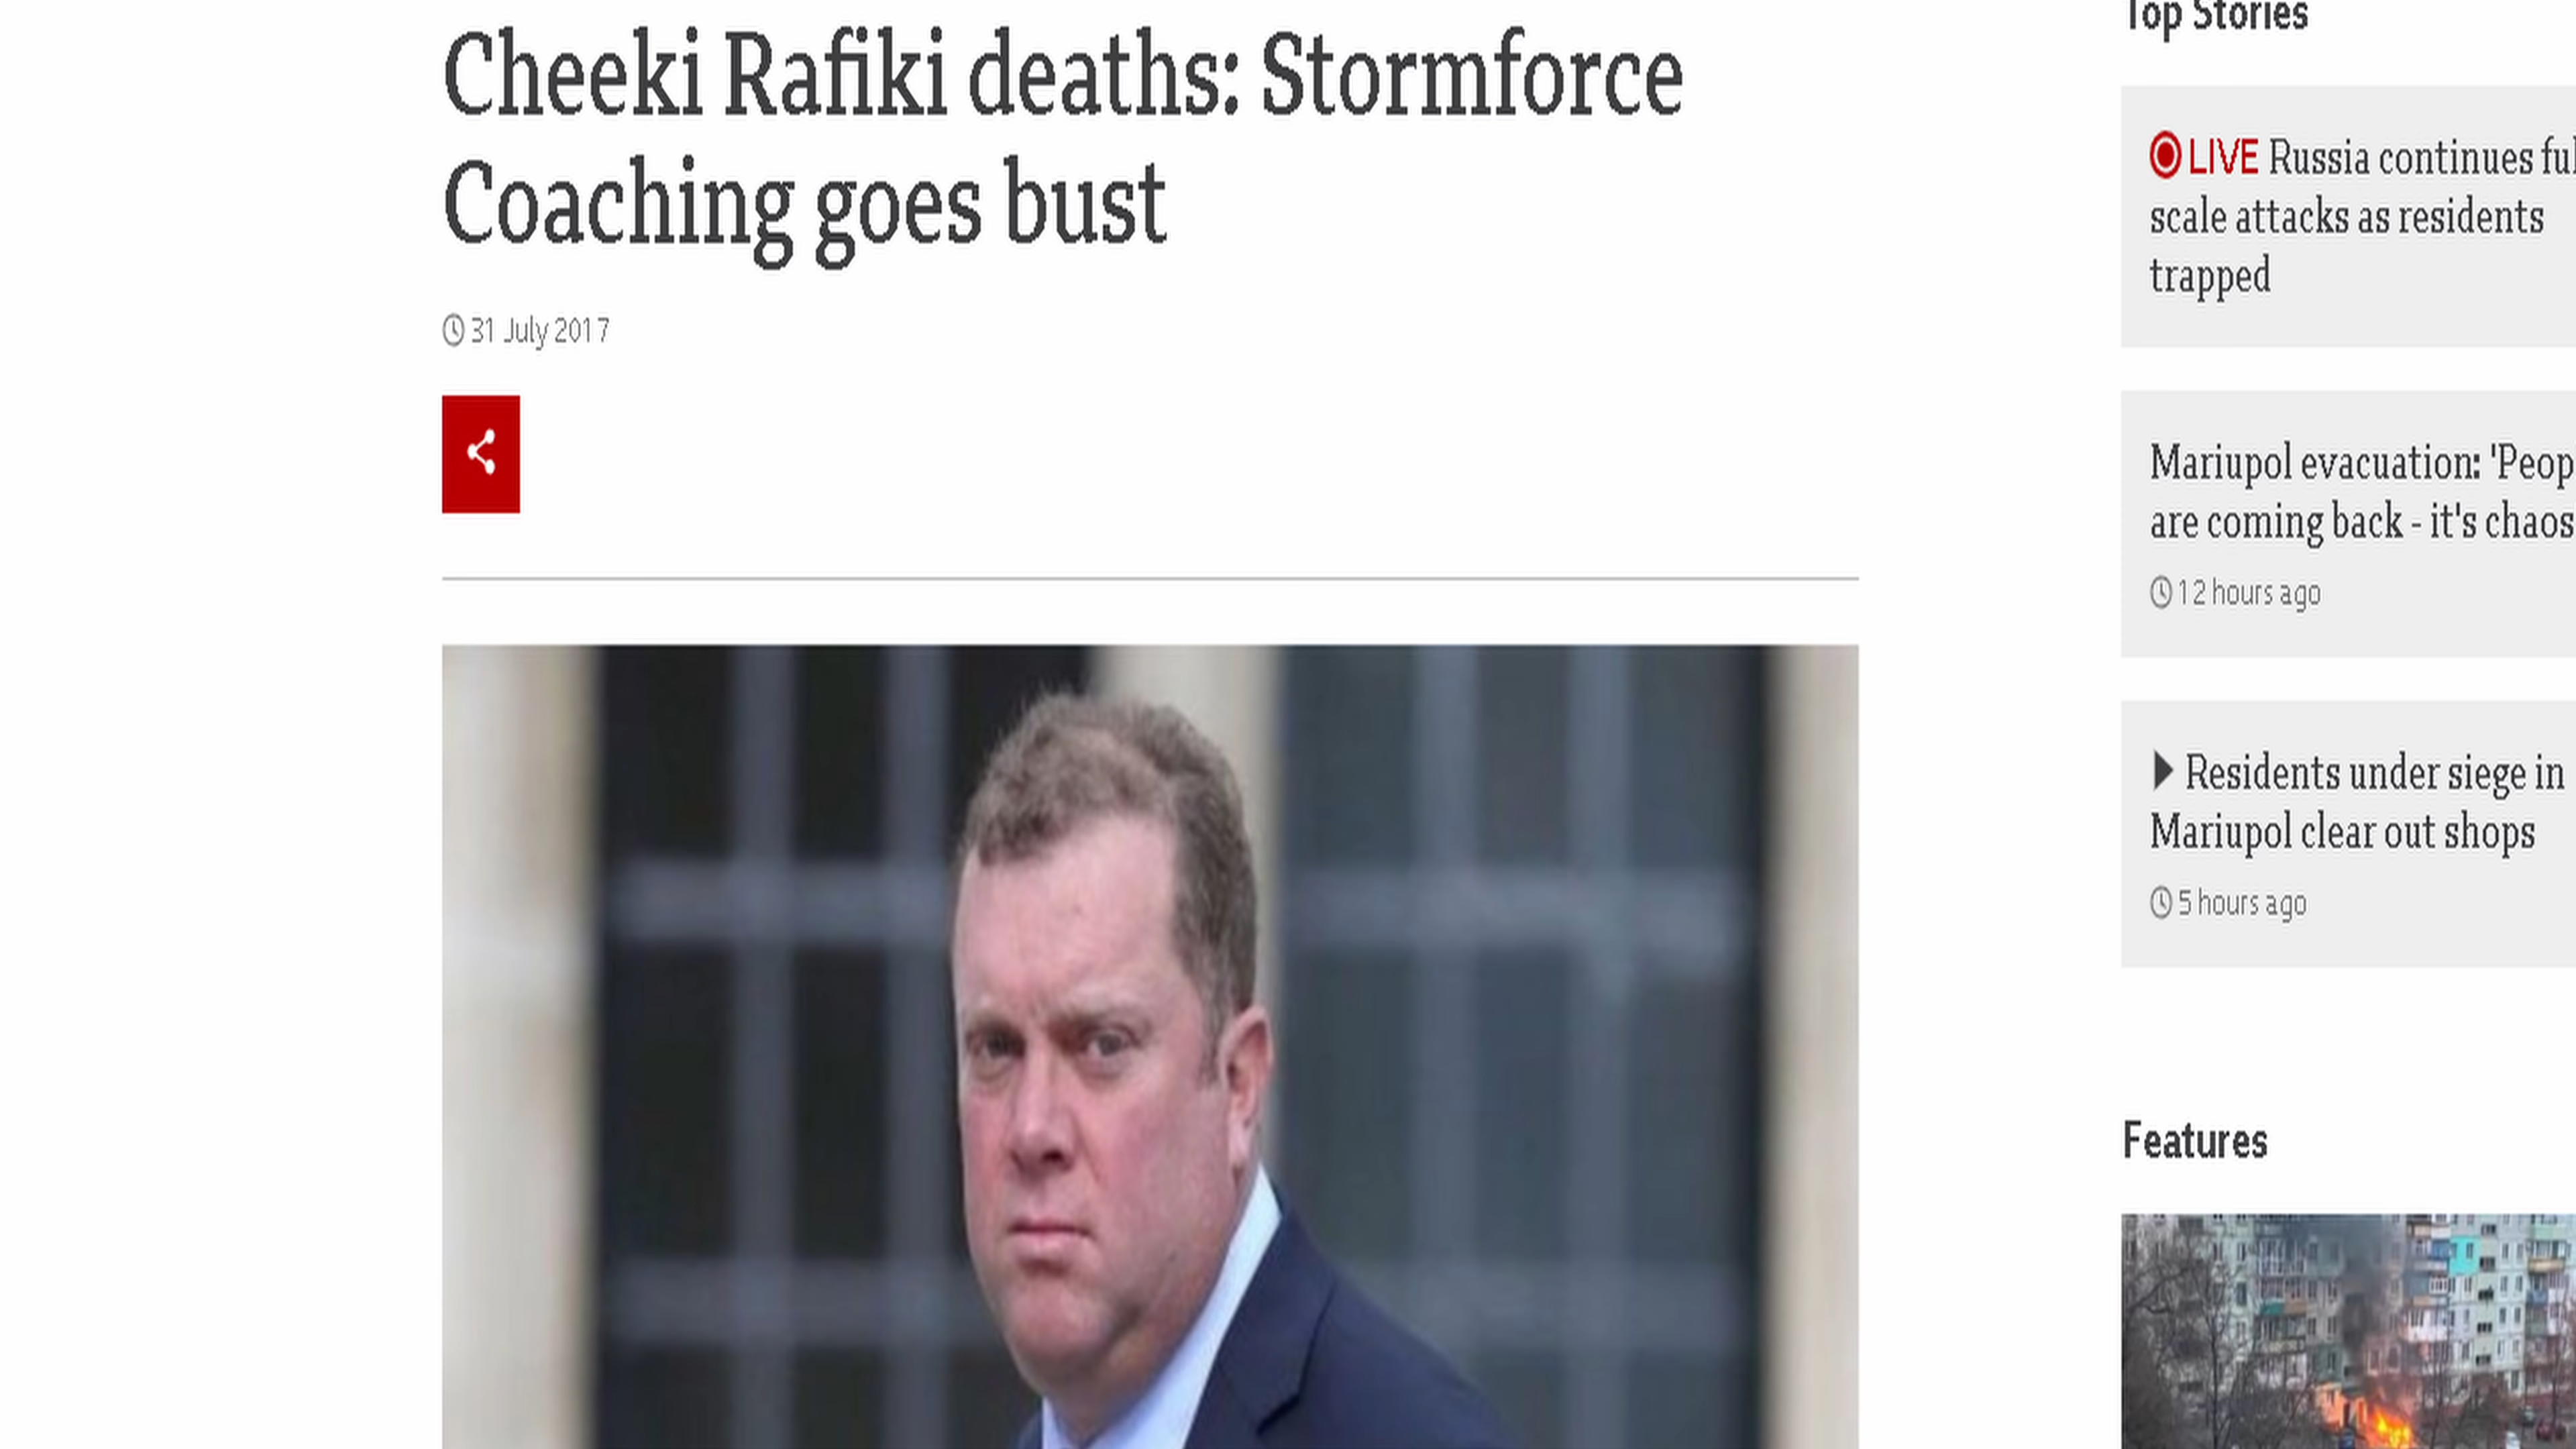 Cheeki Rafiki deaths: Stormforce
Coaching goes bust
31 July 2017
Top Stories
LIVE Russia continues
scale attacks as residents
trapped
Mariupol evacuation:
are coming back - it's chaos
12 hours ago
Residents under siege in
Mariupol clear out shops
5 hours ago
Features